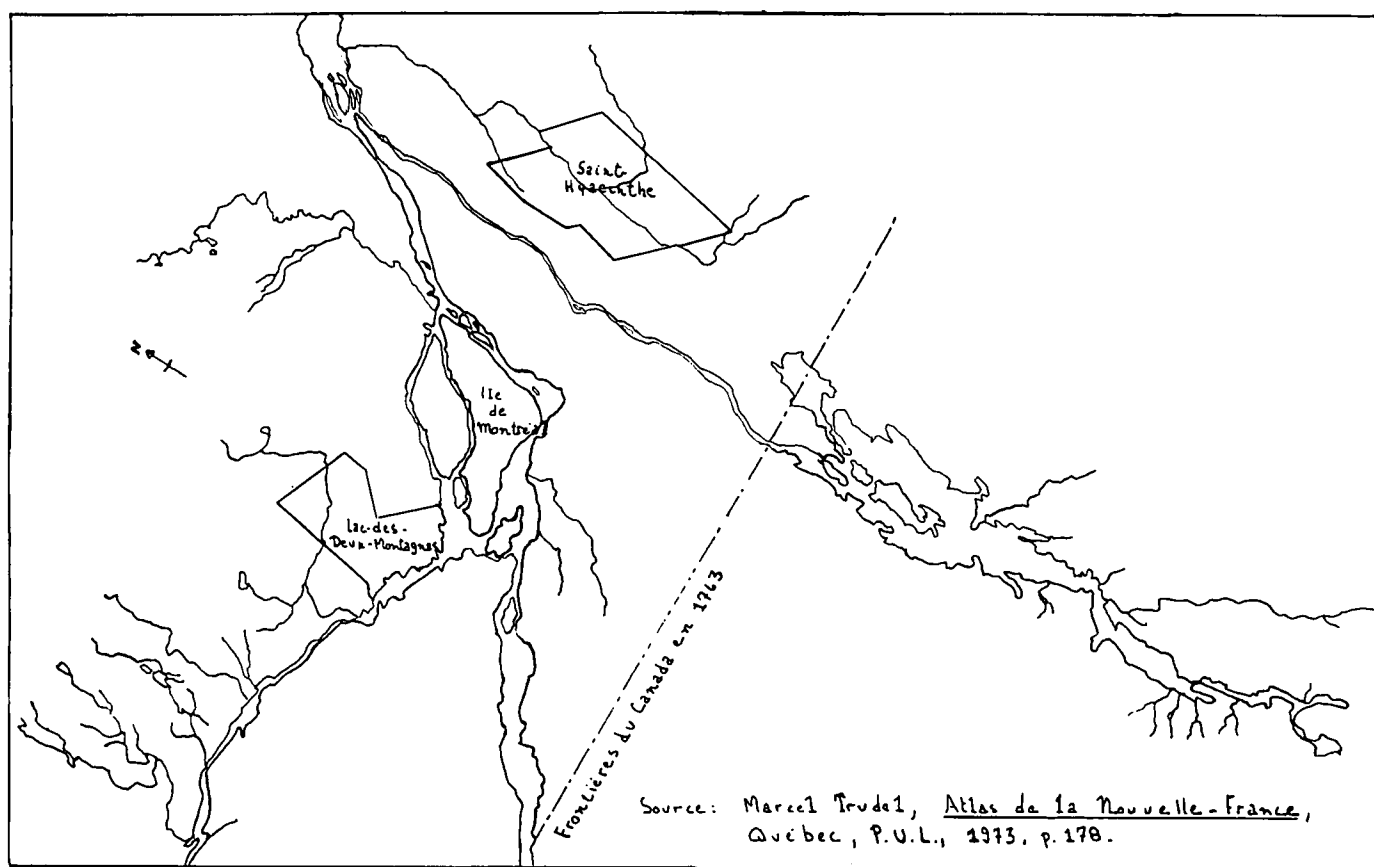 Saint-
Hyacinthe
N
Ile
de
Montréal
Lac-des-
Deux-Montagnes
Frontières du Canada en 1763
Source: Marcel Trudel, Atlas de la Nouvelle-France,
Québec, P.U.L., 1973, p.178.